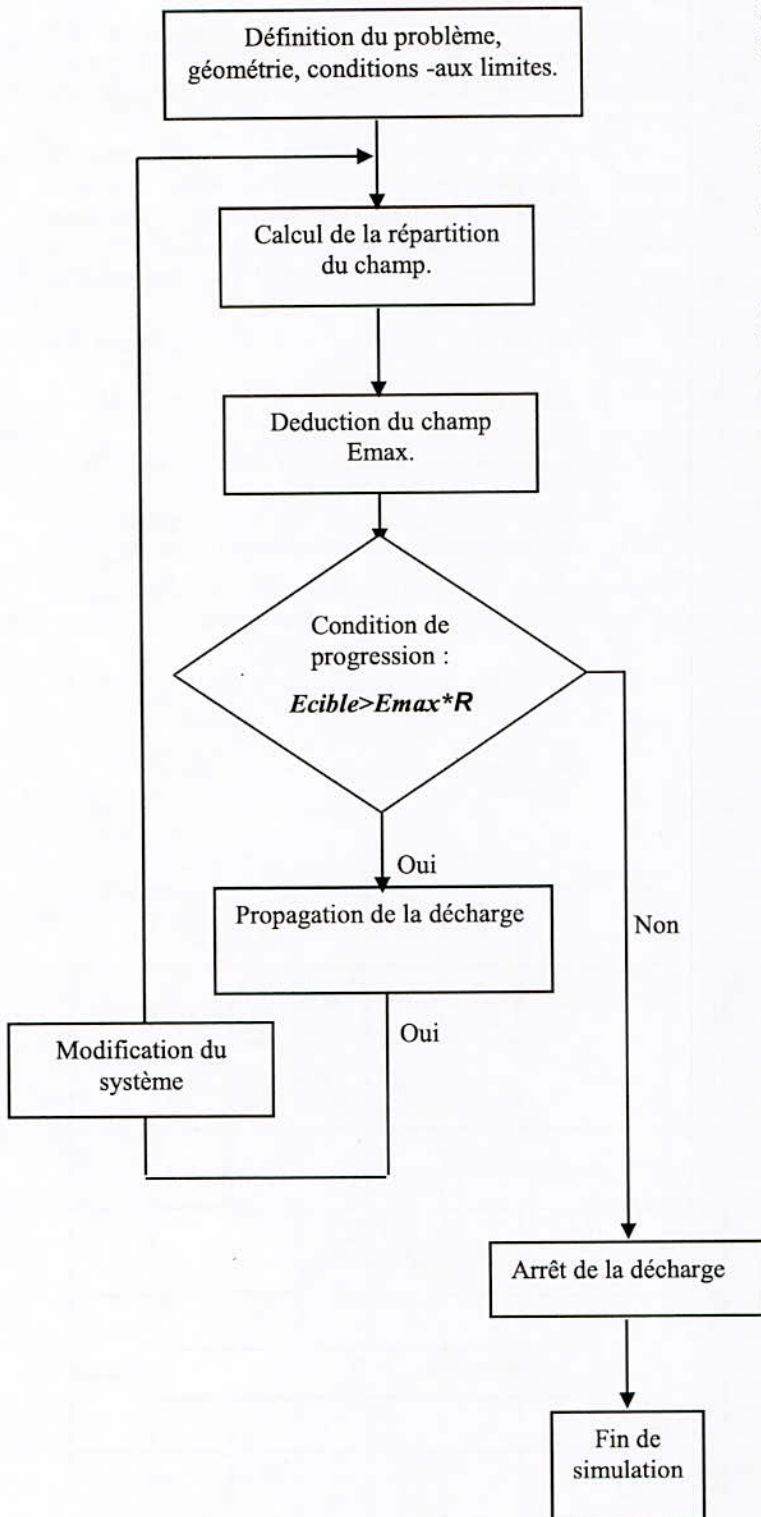 Définition du problème,
géométrie, conditions -aux limites.
Calcul de la répartition
du champ.
Deduction du champ
Emax.
Condition de
progression :
Ecible>Emax*R
Oui
Propagation de la décharge
Non
Oui
Modification du
système
Arrêt de la décharge
Fin de
simulation